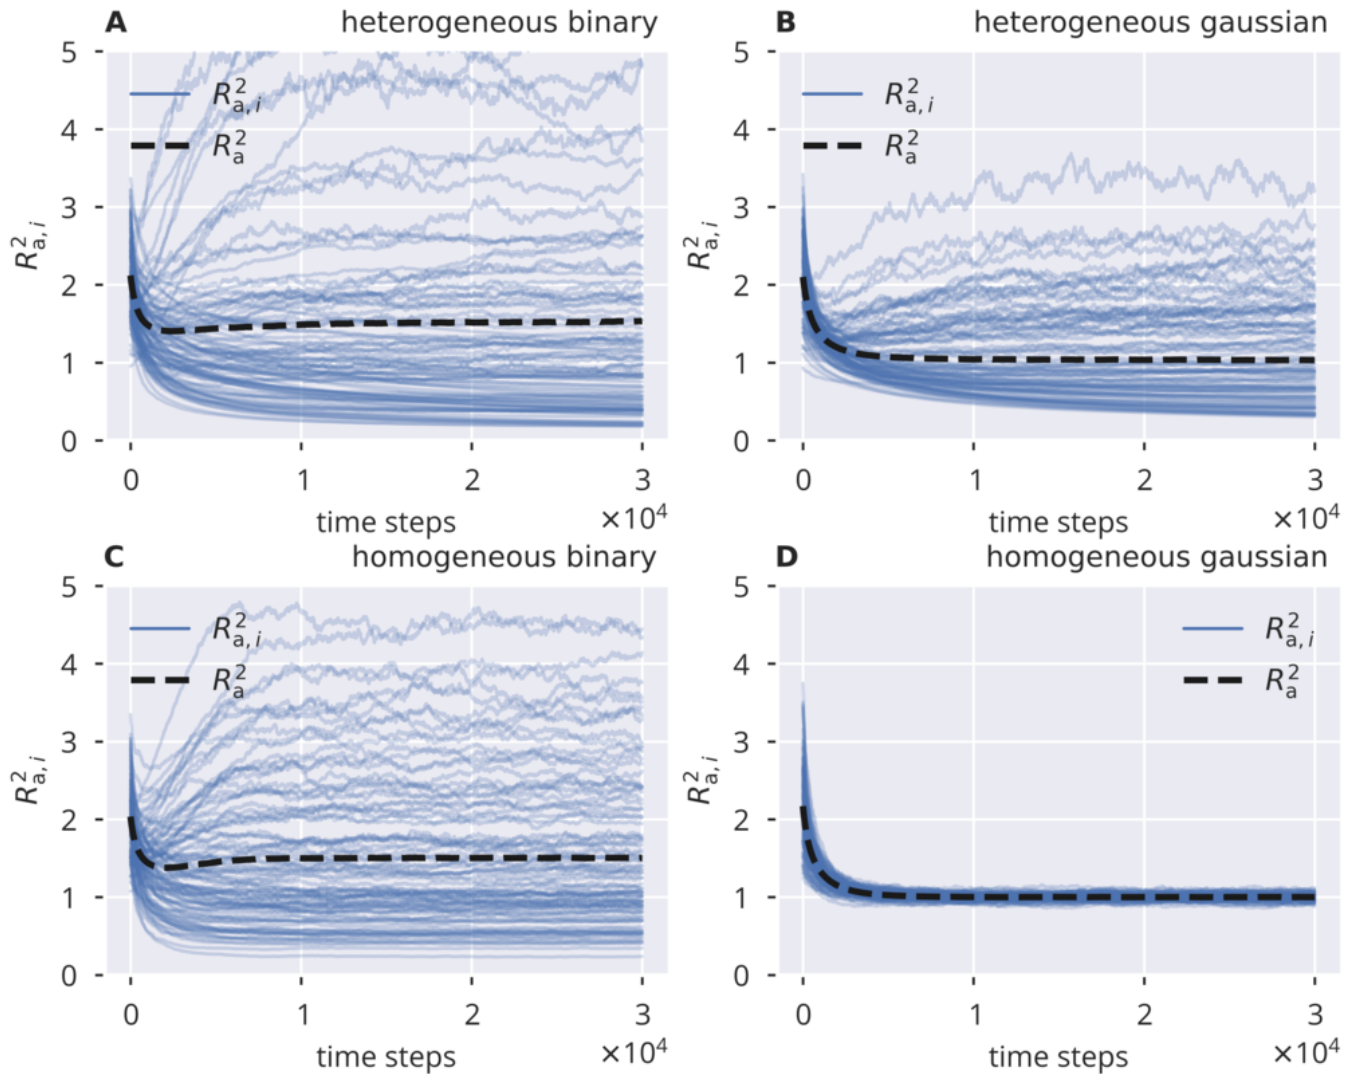 A heterogeneous binary
5
4
3
2
1
0
R²a,i
R²a,i
R²a
0 1 2 3
time steps ×10⁴
B heterogeneous gaussian
5
4
3
2
1
0
R²a,i
R²a,i
R²a
0 1 2 3
time steps ×10⁴
C homogeneous binary
5
4
3
2
1
0
R²a,i
R²a,i
R²a
0 1 2 3
time steps ×10⁴
D homogeneous gaussian
5
4
3
2
1
0
R²a,i
R²a,i
R²a
0 1 2 3
time steps ×10⁴